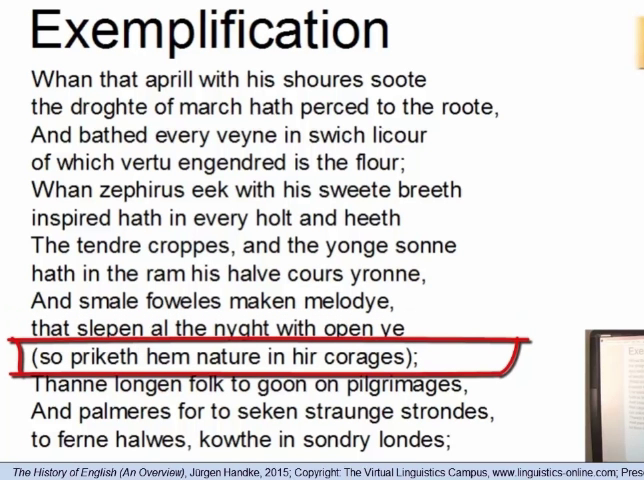 Exemplification
Whan that aprill with his shoures soote
the droghte of march hath perced to the roote,
And bathed every veyne in swich licour
of which vertu engendred is the flour;
Whan zephirus eek with his sweete breeth
inspired hath in every holt and heeth
The tendre croppes, and the yonge sonne
hath in the ram his halve cours yronne,
And smale foweles maken melodye,
that slepen al the nyght with open ye
(so priketh hem nature in hir corages);
Thanne longen folk to goon on pilgrimages,
And palmeres for to seken straunge strondes,
to ferne halwes, kowthe in sondry londes;
The History of English (An Overview), Jürgen Handke, 2015; Copyright: The Virtual Linguistics Campus, www.linguistics-online.com; Prese